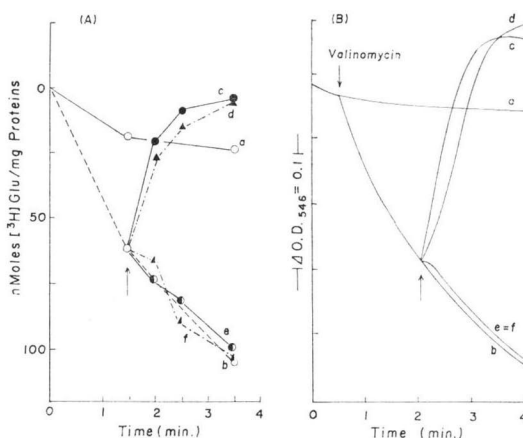 (A)
nMoles [³H]Glu/mg Proteins
0
50
100
c
d
a
e
f
b
0
1
2
3
4
Time (min.)
(B)
Valinomycin
|—Δ O.D.₅₄₆ = 0.1—|
d
c
a
e = f
b
0
1
2
3
4
Time (min.)